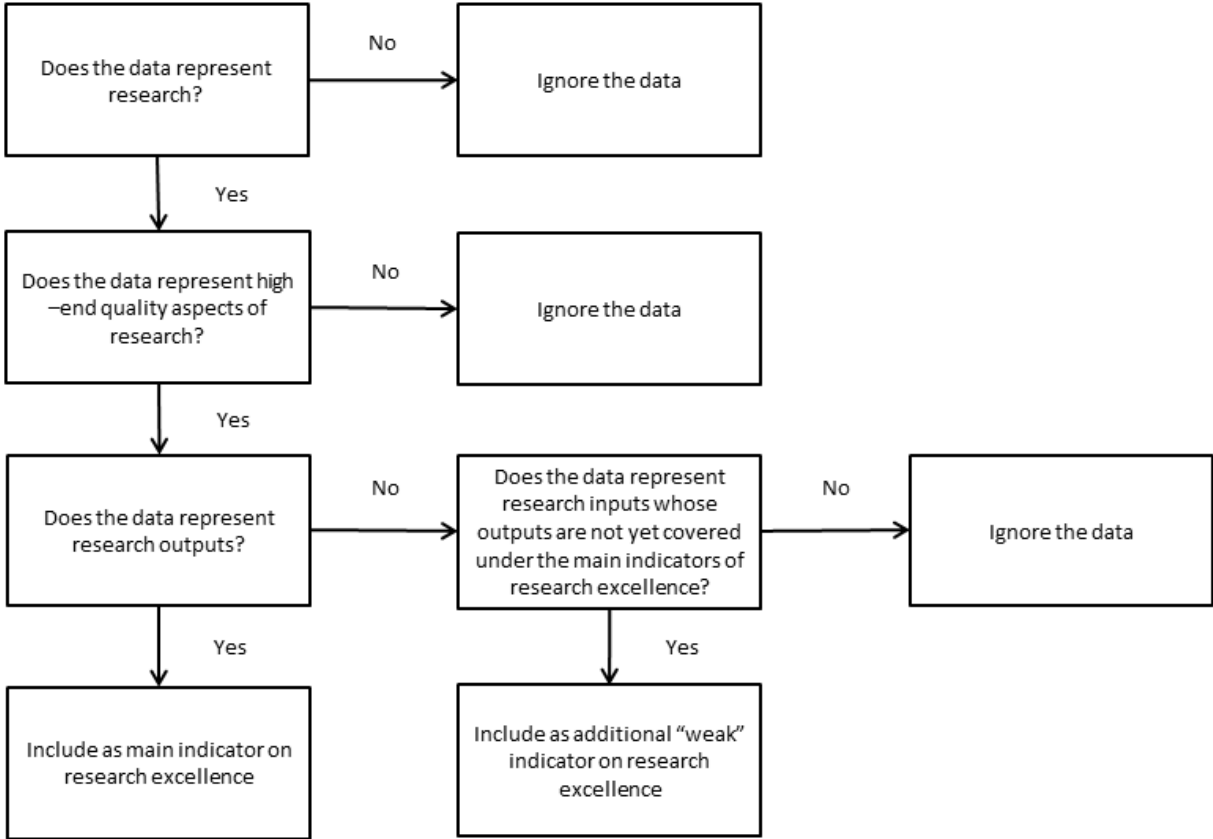 Does the data represent
research?
No
Ignore the data
Yes
Does the data represent high
–end quality aspects of
research?
No
Ignore the data
Yes
Does the data represent
research outputs?
No
Does the data represent
research inputs whose
outputs are not yet covered
under the main indicators of
research excellence?
No
Ignore the data
Yes
Yes
Include as main indicator on
research excellence
Include as additional “weak”
indicator on research
excellence